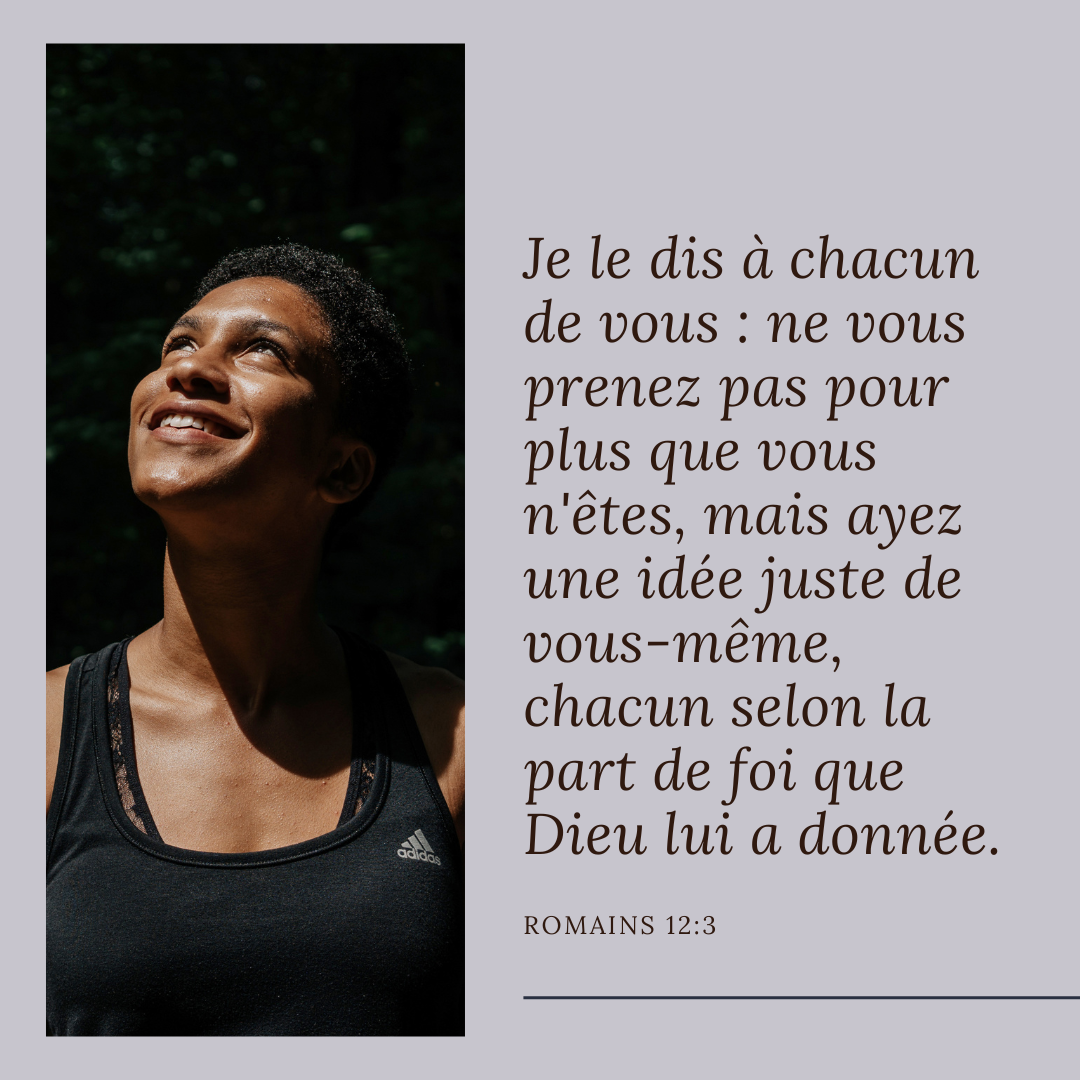 Je le dis à chacun
de vous : ne vous
prenez pas pour
plus que vous
n'êtes, mais ayez
une idée juste de
vous-même,
chacun selon la
part de foi que
Dieu lui a donnée.
ROMAINS 12:3
adidas